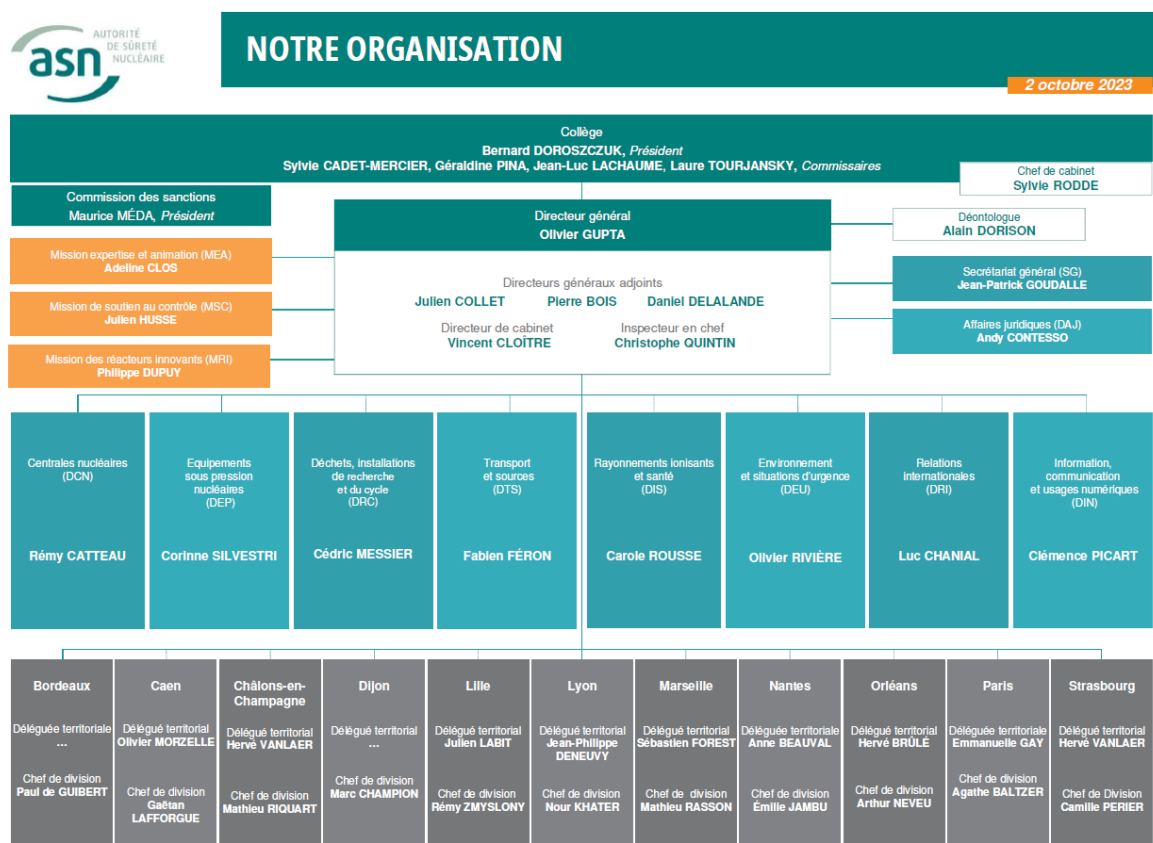 asn
AUTORITÉ
DE SÛRETÉ
NUCLÉAIRE
NOTRE ORGANISATION
2 octobre 2023
Collège
Bernard DOROSZCZUK, Président
Sylvie CADET-MERCIER, Géraldine PINA, Jean-Luc LACHAUME, Laure TOURJANSKY, Commissaires
Chef de cabinet
Sylvie RODDE
Commission des sanctions
Maurice MÉDA, Président
Directeur général
Olivier GUPTA
Déontologue
Alain DORISON
Mission expertise et animation (MEA)
Adeline CLOS
Mission de soutien au contrôle (MSC)
Julien HUSSE
Mission des réacteurs innovants (MRI)
Philippe DUPUY
Directeurs généraux adjoints
Julien COLLET Pierre BOIS Daniel DELALANDE
Directeur de cabinet
Vincent CLOÎTRE
Inspecteur en chef
Christophe QUINTIN
Secrétariat général (SG)
Jean-Patrick GOUDALLE
Affaires juridiques (DAJ)
Andy CONTESSO
Centrales nucléaires
(DCN)
Rémy CATTEAU
Equipements
sous pression
nucléaires
(DEP)
Corinne SILVESTRI
Déchets, installations
de recherche
et du cycle
(DRC)
Cédric MESSIER
Transport
et sources
(DTS)
Fabien FÉRON
Rayonnements ionisants
et santé
(DIS)
Carole ROUSSE
Environnement
et situations d'urgence
(DEU)
Olivier RIVIÈRE
Relations
internationales
(DRI)
Luc CHANIAL
Information,
communication
et usages numériques
(DIN)
Clémence PICART
Bordeaux
Déléguée territoriale
...
Chef de division
Paul de GUIBERT
Caen
Délégué territorial
Olivier MORZELLE
Chef de division
Gaëtan
LAFFORGUE
Châlons-en-
Champagne
Délégué territorial
Hervé VANLAER
Chef de division
Mathieu RIQUART
Dijon
Délégué territorial
...
Chef de division
Marc CHAMPION
Lille
Délégué territorial
Julien LABIT
Chef de division
Rémy ZMYSLONY
Lyon
Délégué territorial
Jean-Philippe
DENEUVY
Chef de division
Nour KHATER
Marseille
Délégué territorial
Sébastien FOREST
Chef de division
Mathieu RASSON
Nantes
Déléguée territoriale
Anne BEAUVAL
Chef de division
Émilie JAMBU
Orléans
Délégué territorial
Hervé BRÛLÉ
Chef de division
Arthur NEVEU
Paris
Déléguée territoriale
Emmanuelle GAY
Chef de division
Agathe BALTZER
Strasbourg
Délégué territorial
Hervé VANLAER
Chef de Division
Camille PERIER